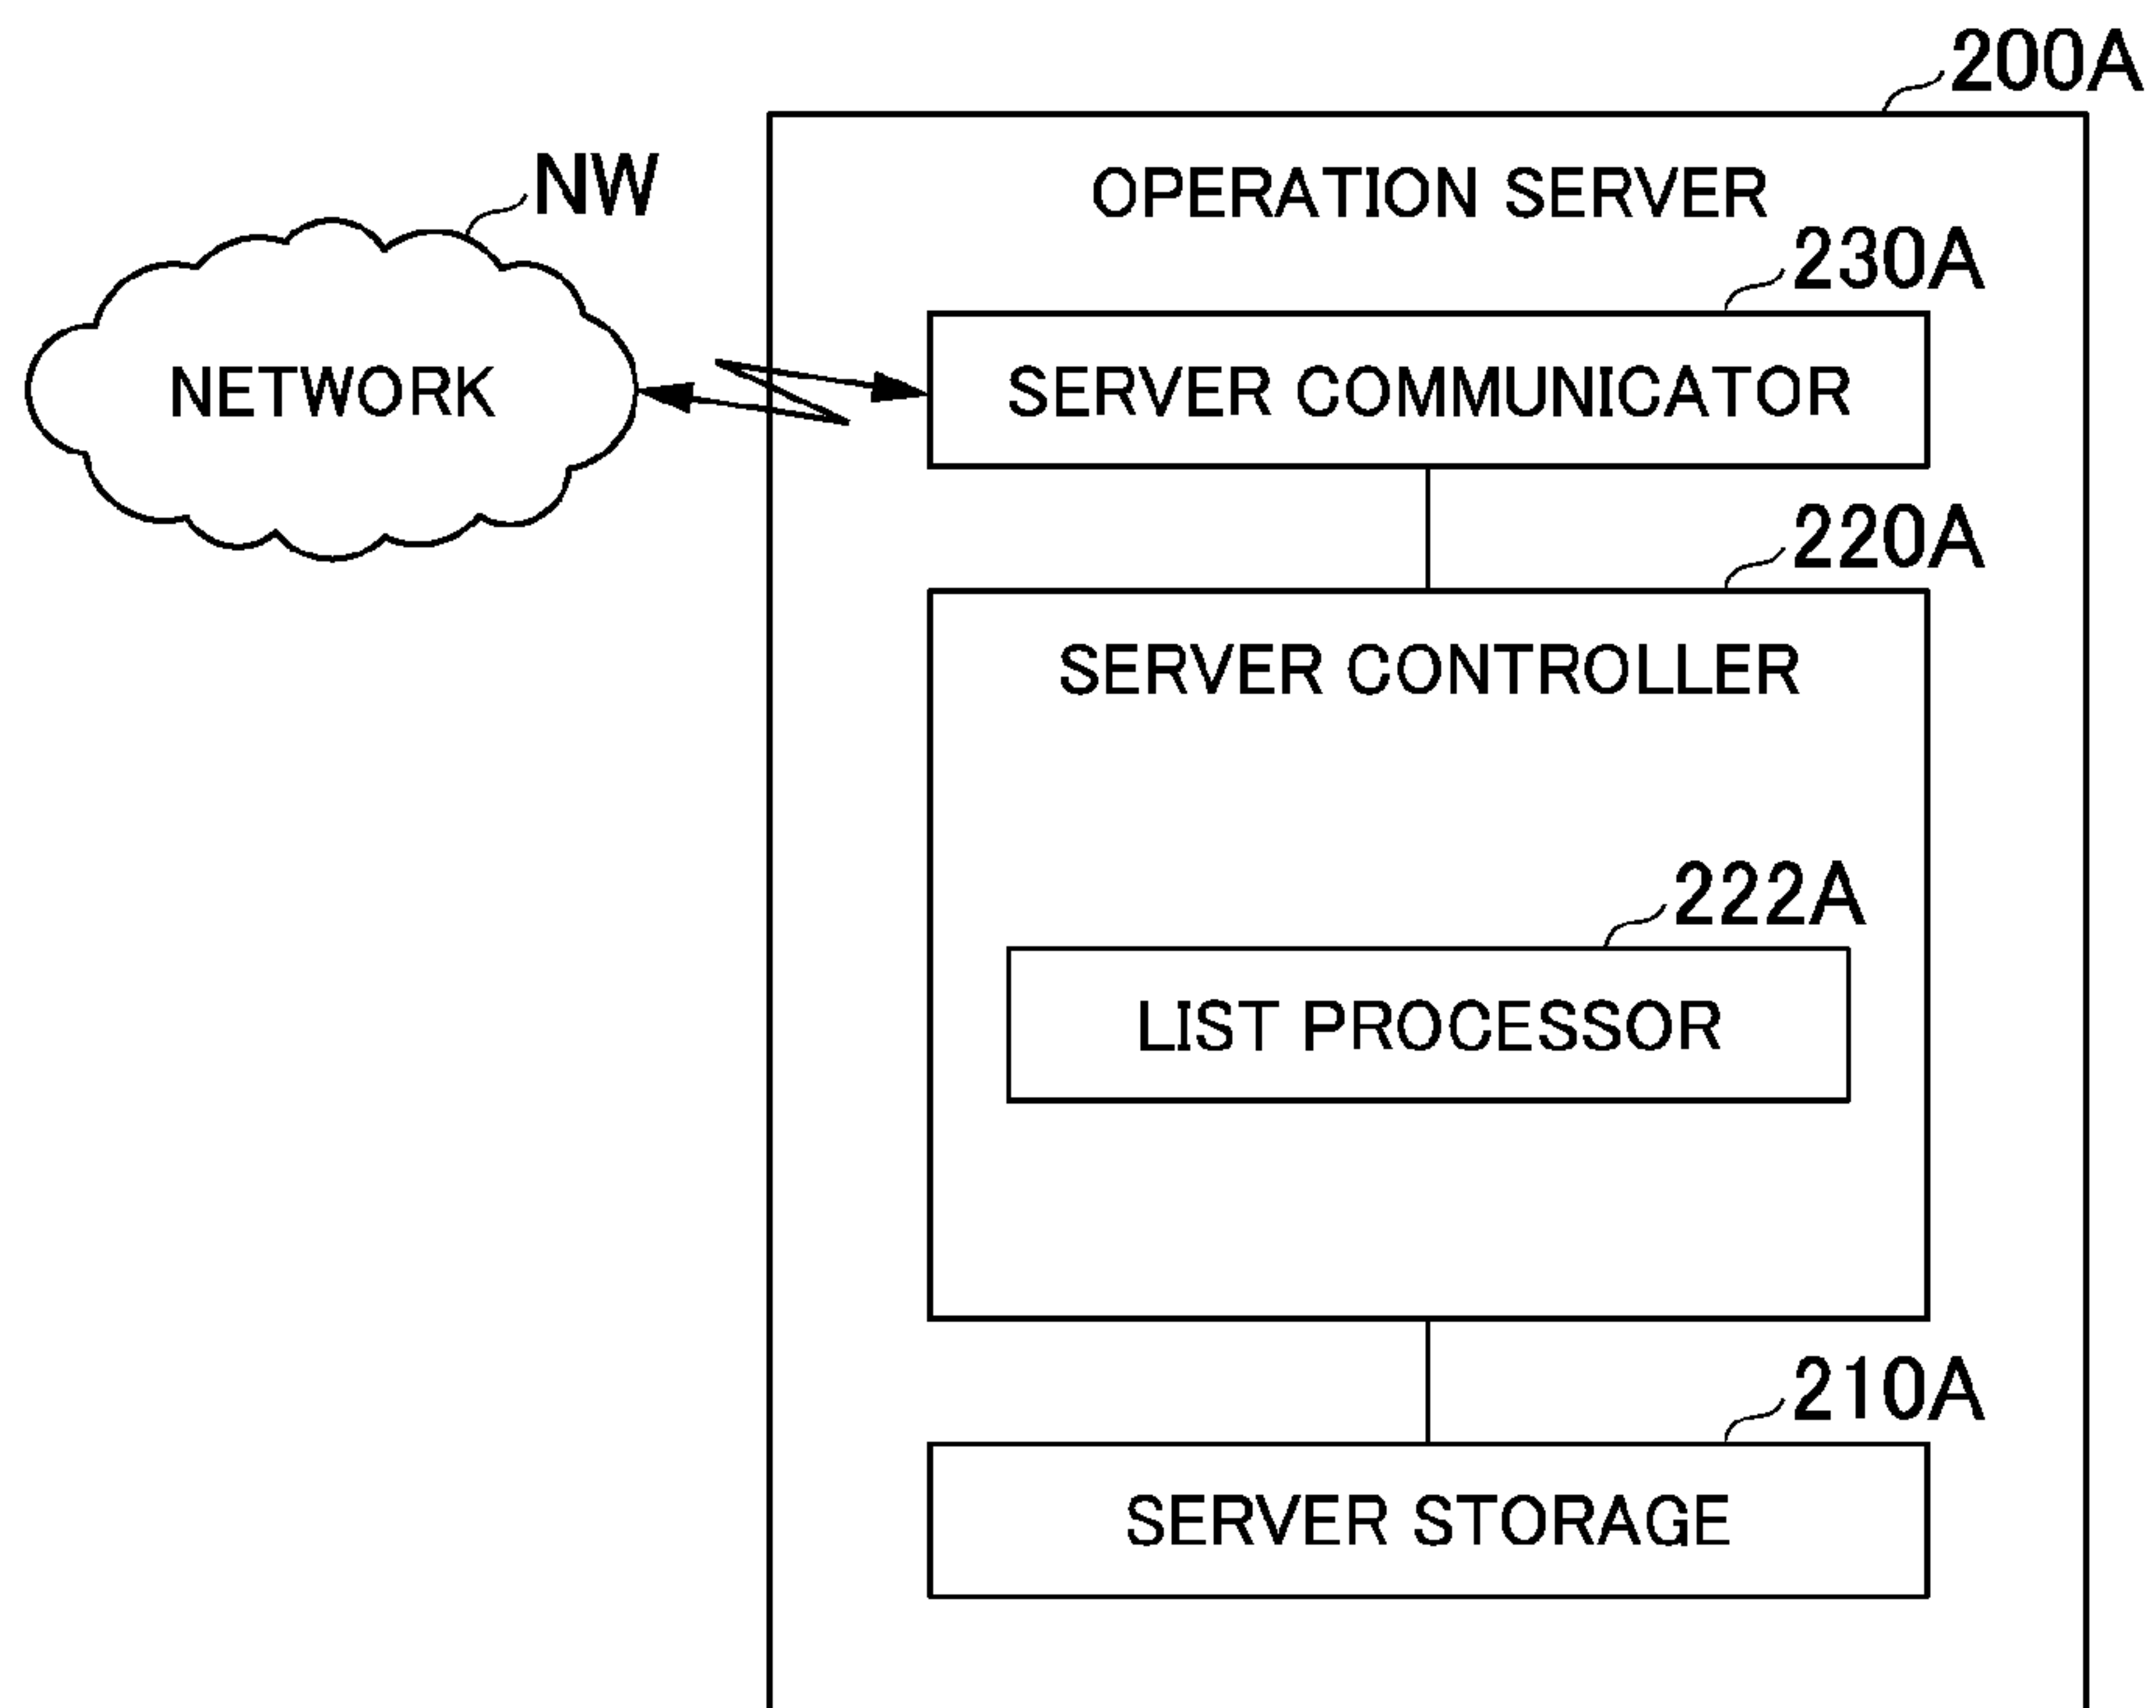 200A
NW
OPERATION SERVER
230A
NETWORK
SERVER COMMUNICATOR
220A
SERVER CONTROLLER
222A
LIST PROCESSOR
210A
SERVER STORAGE